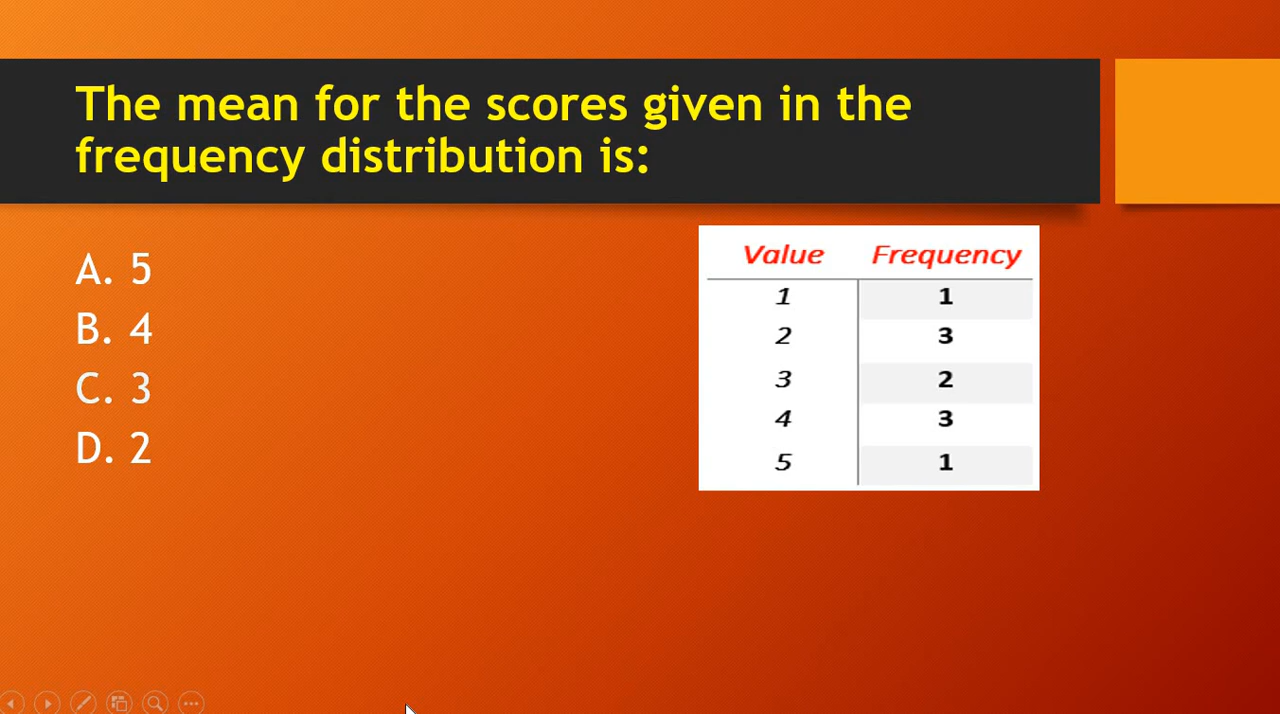 The mean for the scores given in the
frequency distribution is:
A. 5
B. 4
C. 3
D. 2
Value Frequency
1 1
2 3
3 2
4 3
5 1